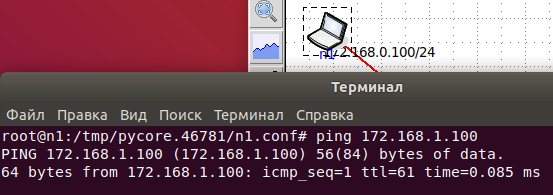 2.168.0.100/24
n1
Терминал
Файл Правка Вид Поиск Терминал Справка
root@n1:/tmp/pycore.46781/n1.conf# ping 172.168.1.100
PING 172.168.1.100 (172.168.1.100) 56(84) bytes of data.
64 bytes from 172.168.1.100: icmp_seq=1 ttl=61 time=0.085 ms